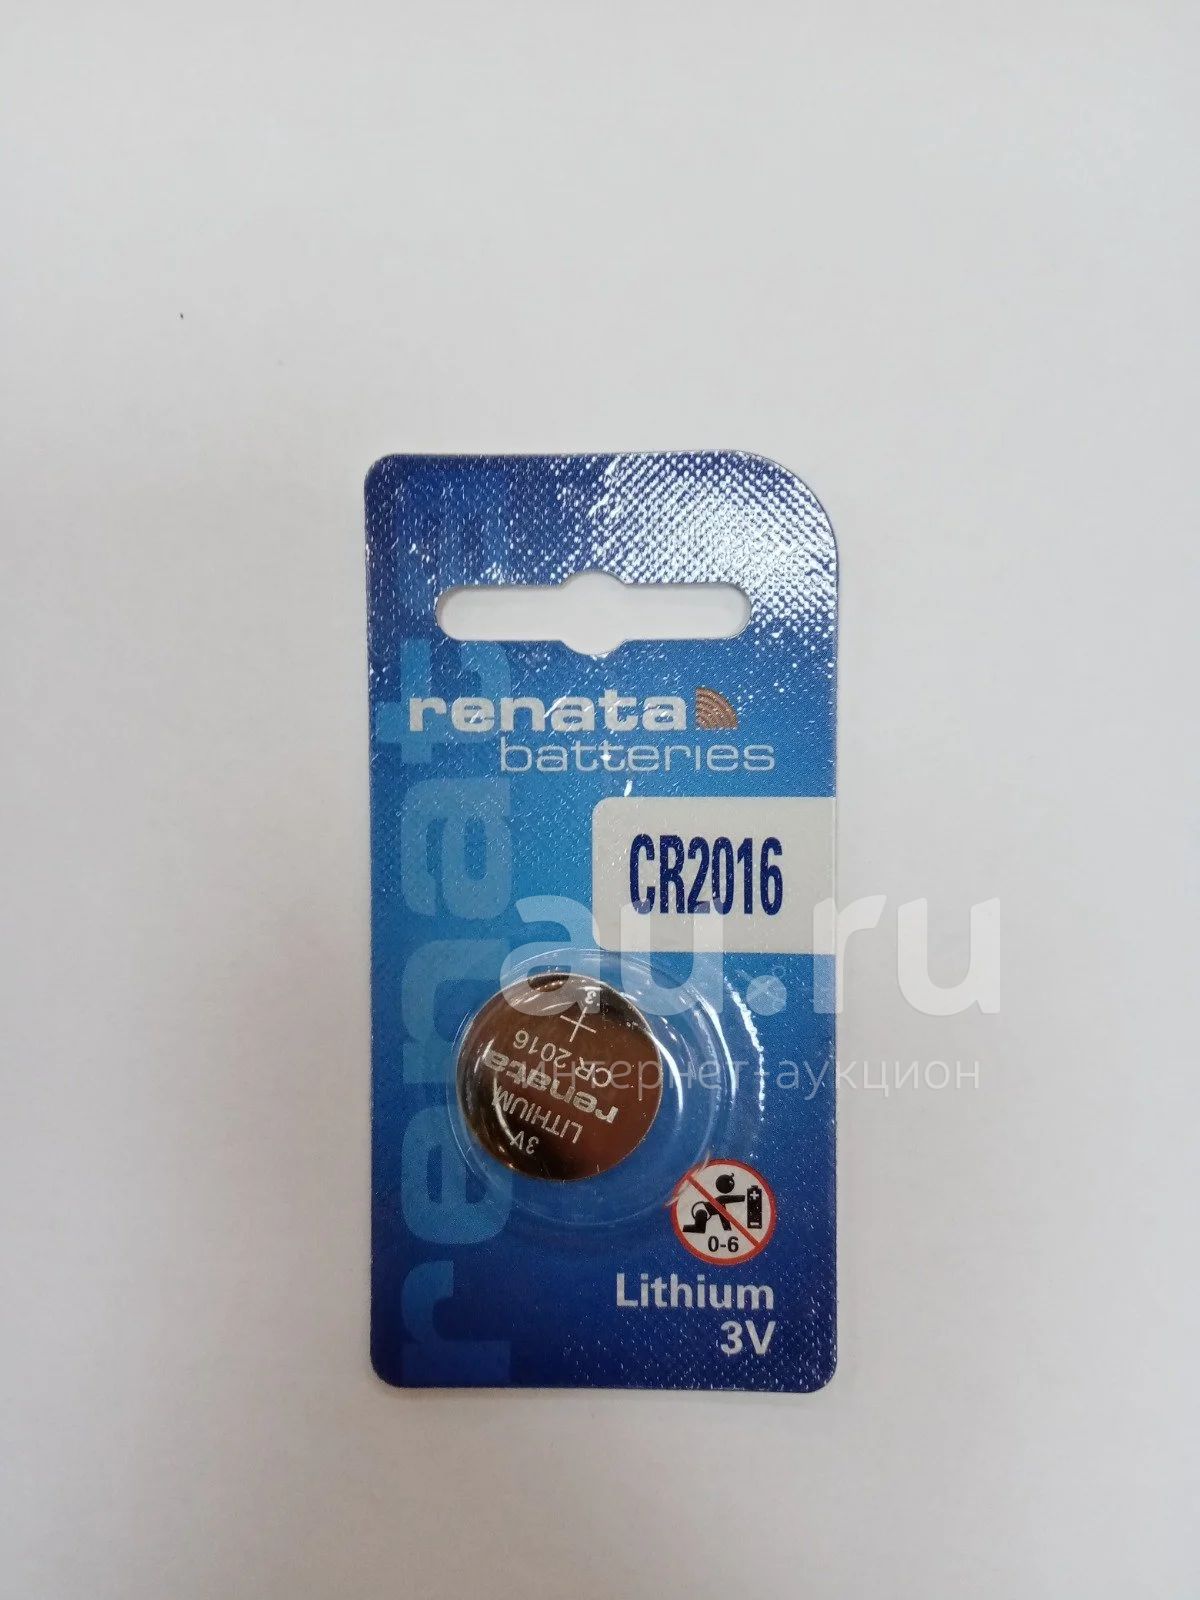 renata
batteries
CR2016
au.ru
интернет-аукцион
+
CR 2016
renata
LITHIUM
3V
renata
0-6
Lithium
3V